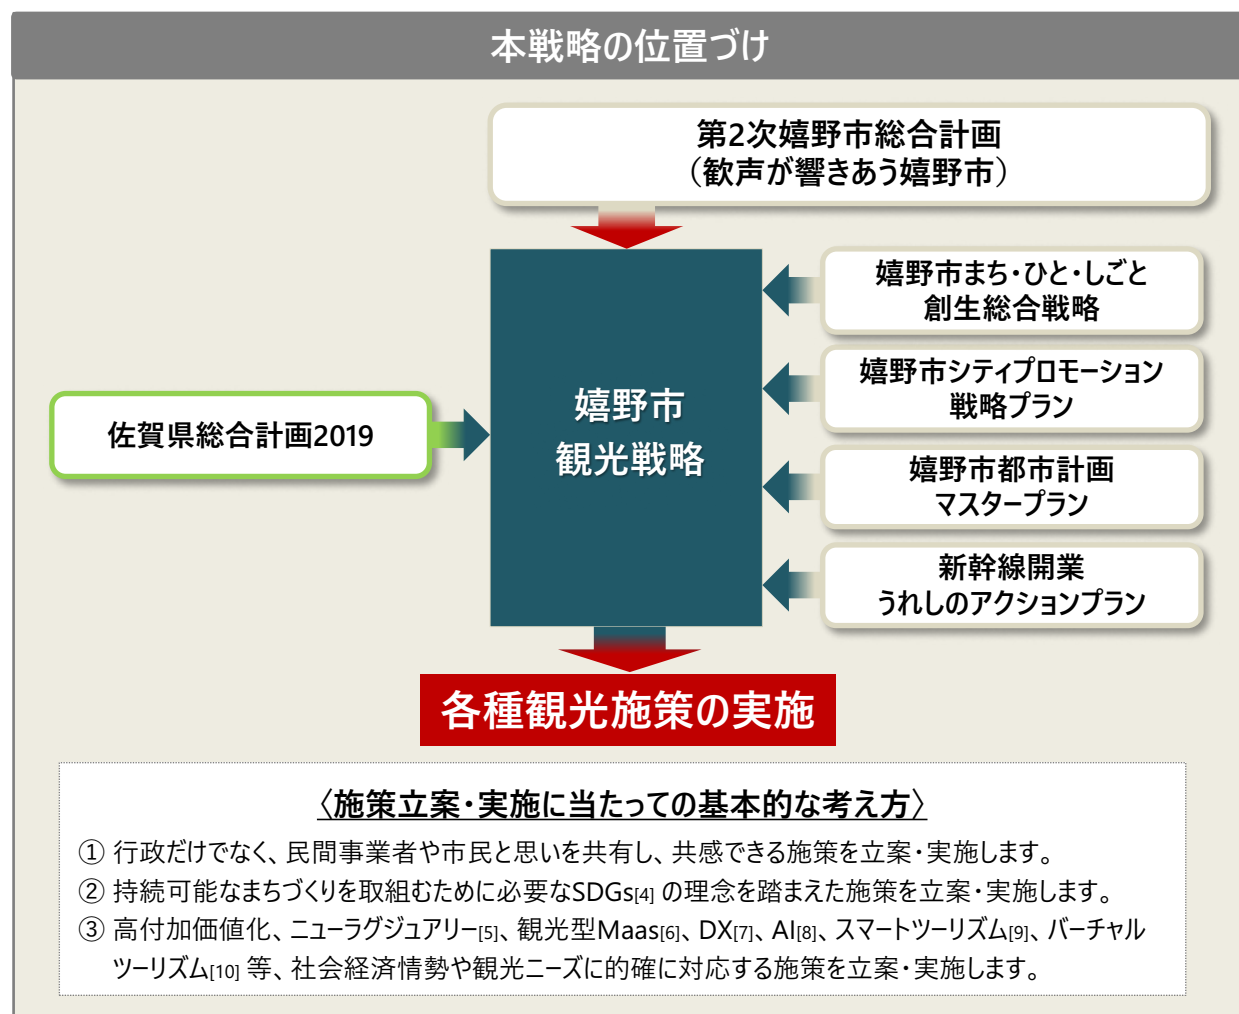 本戦略の位置づけ
第2次嬉野市総合計画
（歓声が響きあう嬉野市）
嬉野市まち・ひと・しごと
創生総合戦略
嬉野市シティプロモーション
戦略プラン
嬉野市
観光戦略
佐賀県総合計画2019
嬉野市都市計画
マスタープラン
新幹線開業
うれしのアクションプラン
各種観光施策の実施
〈施策立案・実施に当たっての基本的な考え方〉
① 行政だけでなく、民間事業者や市民と思いを共有し、共感できる施策を立案・実施します。
② 持続可能なまちづくりを取組むために必要なSDGs[4] の理念を踏まえた施策を立案・実施します。
③ 高付加価値化、ニューラグジュアリー[5]、観光型Maas[6]、DX[7]、AI[8]、スマートツーリズム[9]、バーチャル
ツーリズム[10] 等、社会経済情勢や観光ニーズに的確に対応する施策を立案・実施します。